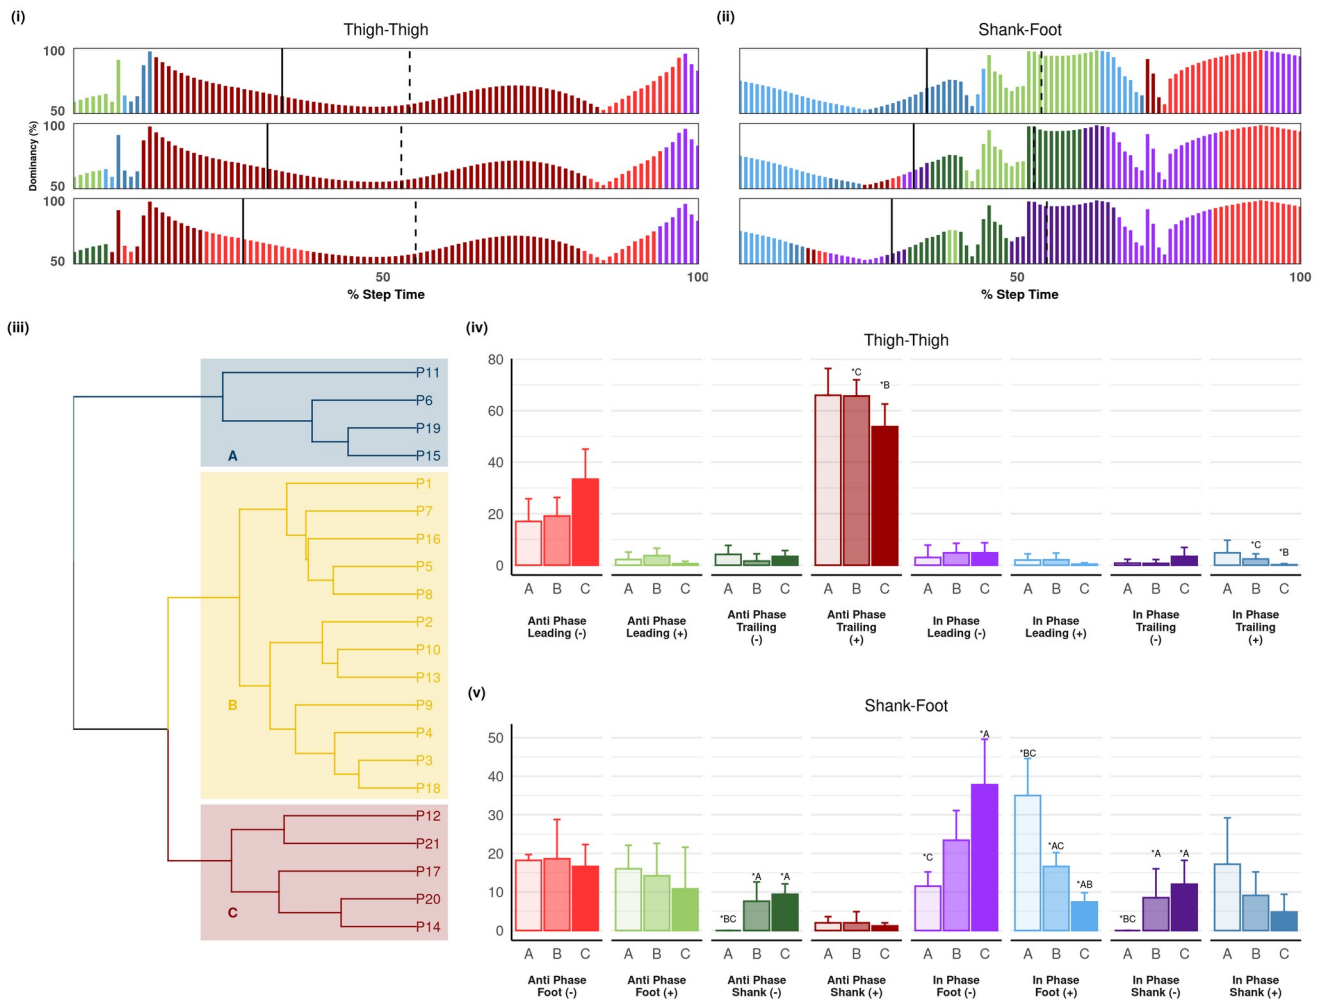 (i)
Thigh-Thigh
(ii)
Shank-Foot
Dominancy (%)
100
50
100
50
100
50
50
100
% Step Time
50
100
% Step Time
(iii)
P11
P6
P19
P15
A
P1
P7
P16
P5
P8
P2
P10
P13
P9
B
P4
P3
P18
P12
P21
P17
P20
C
P14
(iv)
Thigh-Thigh
80
60
40
20
0
*C
*B
*C
*B
A B C A B C A B C A B C A B C A B C A B C A B C
Anti Phase
Leading (-)
Anti Phase
Leading (+)
Anti Phase
Trailing
(-)
Anti Phase
Trailing
(+)
In Phase
Leading (-)
In Phase
Leading (+)
In Phase
Trailing
(-)
In Phase
Trailing
(+)
(v)
Shank-Foot
50
40
30
20
10
0
*BC
*A
*A
*C
*A
*BC
*AC
*AB
*BC
*A
*A
A B C A B C A B C A B C A B C A B C A B C A B C
Anti Phase
Foot (-)
Anti Phase
Foot (+)
Anti Phase
Shank (-)
Anti Phase
Shank (+)
In Phase
Foot (-)
In Phase
Foot (+)
In Phase
Shank (-)
In Phase
Shank (+)